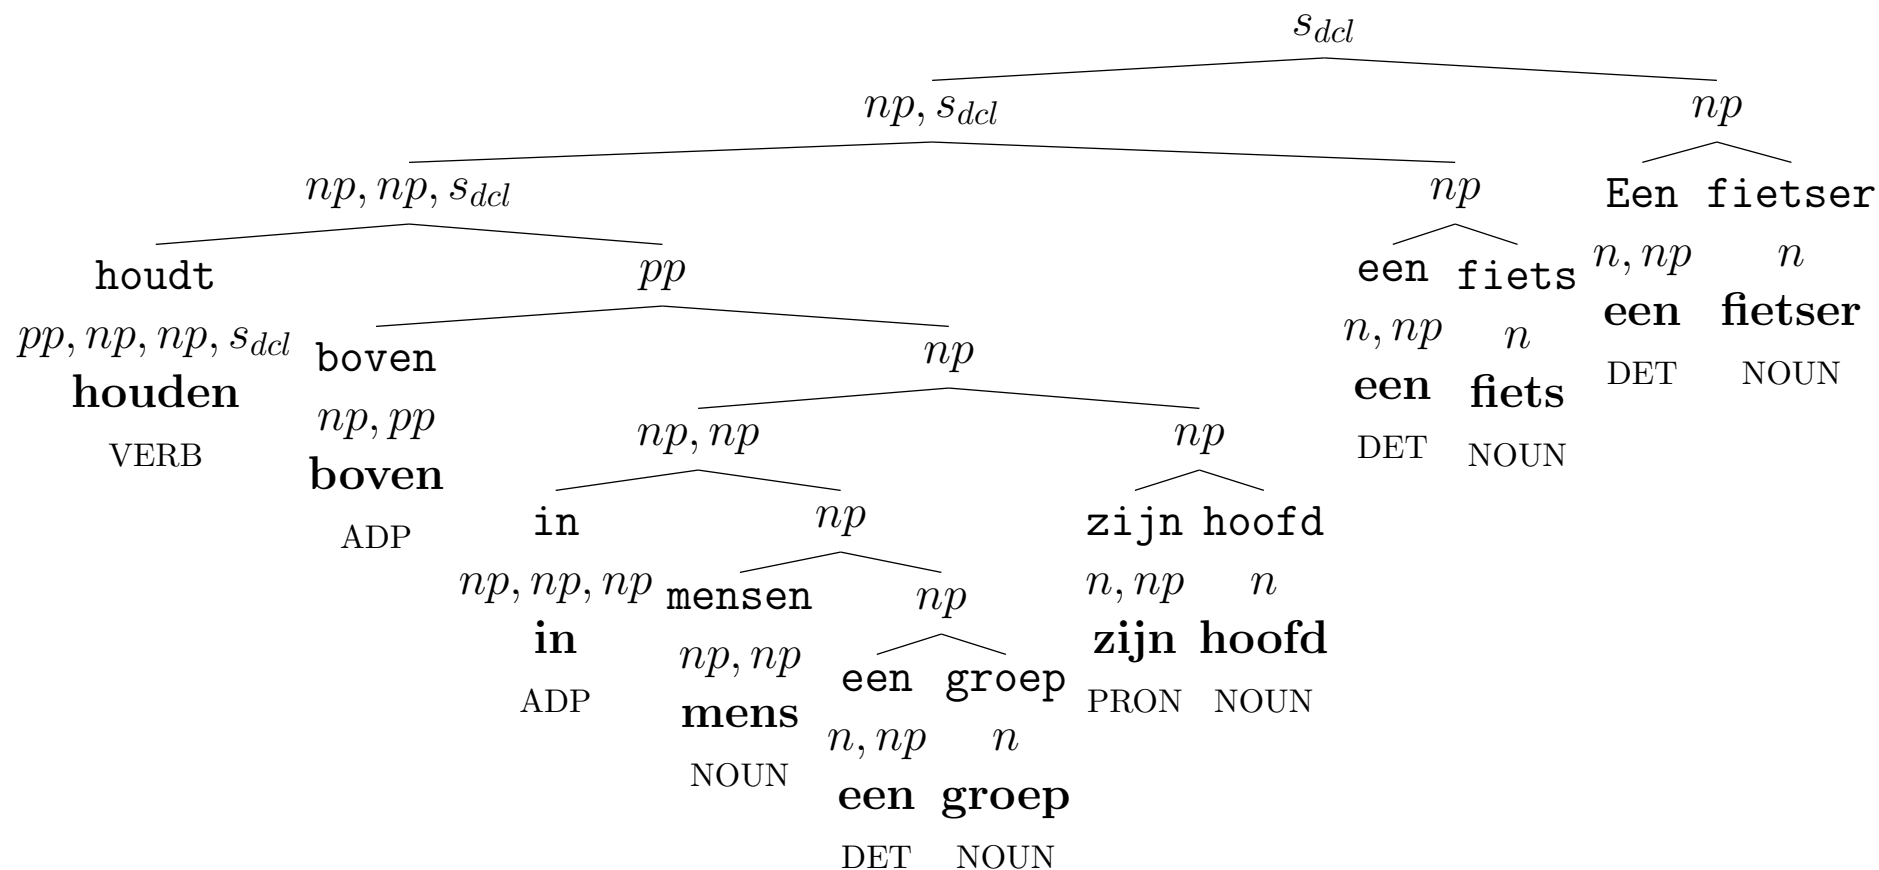 s_dcl
np, s_dcl np
np, np, s_dcl np Een fietser
houdt pp een fiets n, np n
pp, np, np, s_dcl boven np n, np n een fietser
houden np, pp np, np np een fiets DET NOUN
VERB boven in np zijn hoofd DET NOUN
ADP np, np, np mensen np n, np n
in np, np een groep zijn hoofd
ADP mens n, np n PRON NOUN
NOUN een groep
DET NOUN